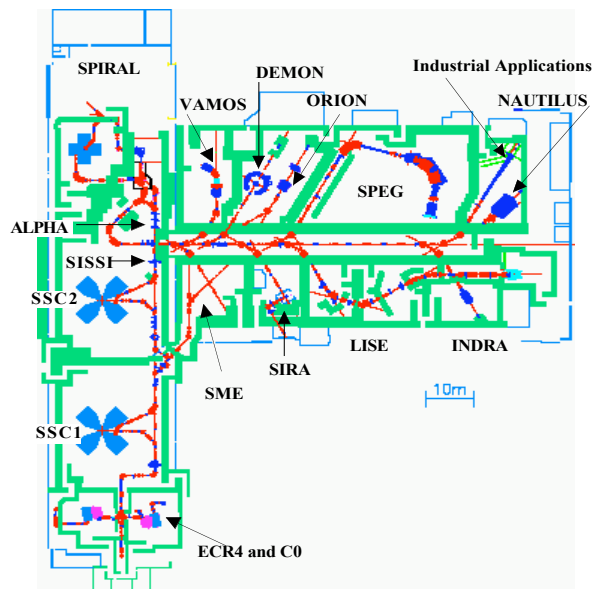 SPIRAL
DEMON
Industrial Applications
VAMOS
ORION
NAUTILUS
SPEG
ALPHA
SISSI
SSC2
SME
SIRA
LISE
INDRA
10m
SSC1
ECR4 and C0